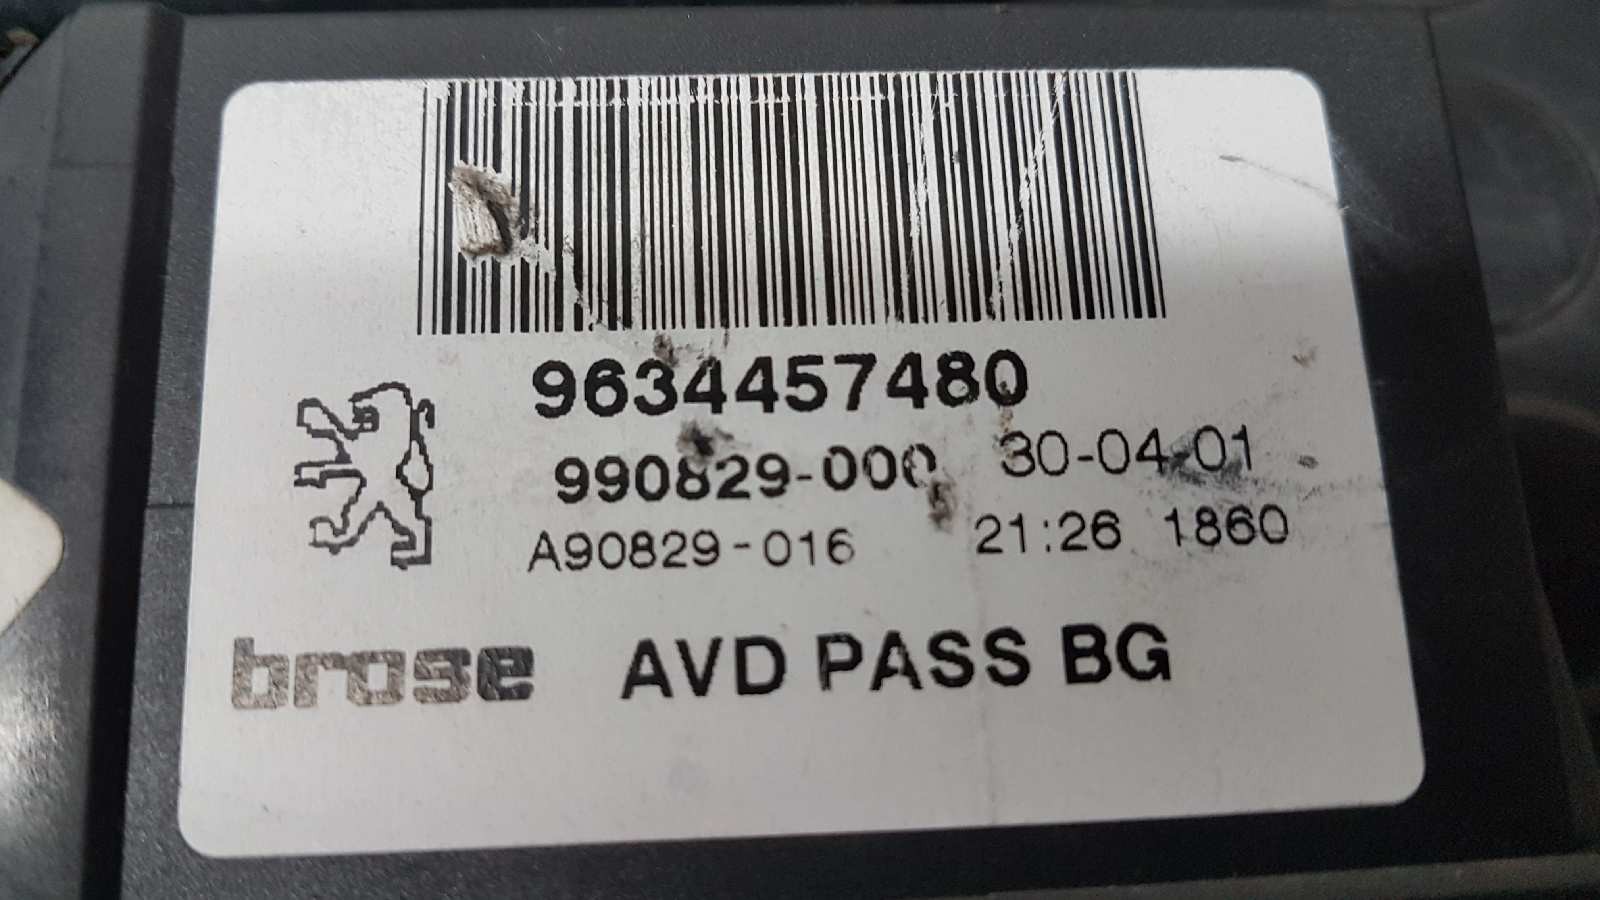 9634457480
990829-000 30-04-01
A90829-016 21:26 1860
brose AVD PASS BG